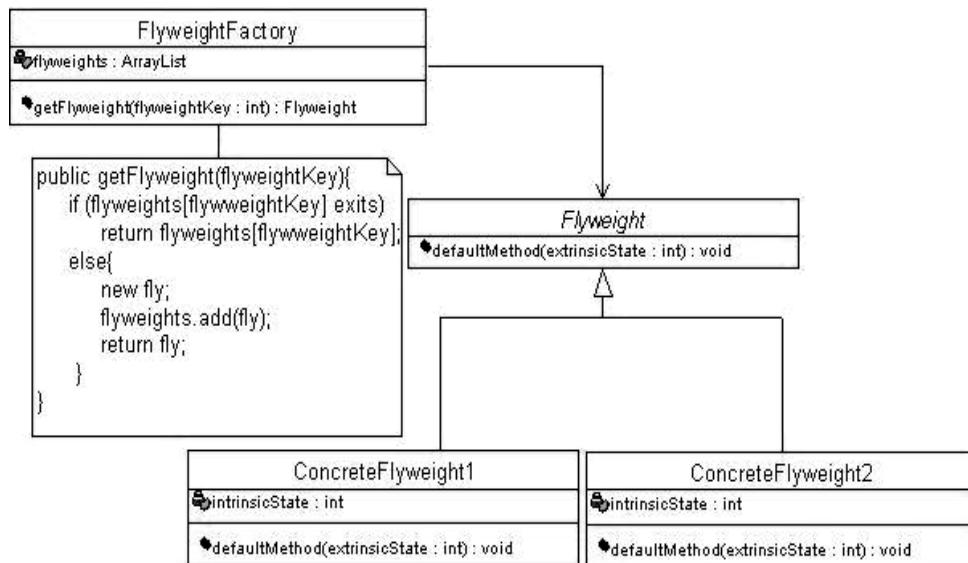 FlyweightFactory
flyweights : ArrayList
getFlyweight(flyweightKey : int) : Flyweight
public getFlyweight(flyweightKey){
if (flyweights[flywweightKey] exits)
return flyweights[flywweightKey];
else{
new fly;
flyweights.add(fly);
return fly;
}
}
Flyweight
defaultMethod(extrinsicState : int) : void
ConcreteFlyweight1
intrinsicState : int
defaultMethod(extrinsicState : int) : void
ConcreteFlyweight2
intrinsicState : int
defaultMethod(extrinsicState : int) : void